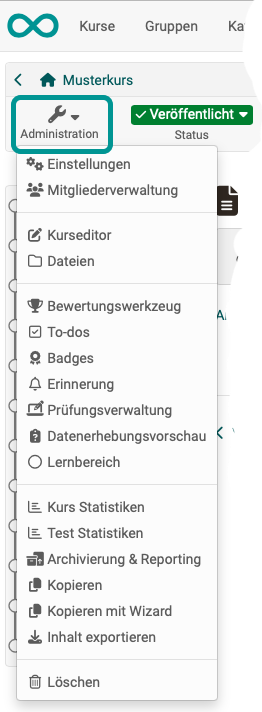 Kurse Gruppen Ka
Musterkurs
Administration
Veröffentlicht
Status
Einstellungen
Mitgliederverwaltung
Kurseditor
Dateien
Bewertungswerkzeug
To-dos
Badges
Erinnerung
Prüfungsverwaltung
Datenerhebungsvorschau
Lernbereich
Kurs Statistiken
Test Statistiken
Archivierung & Reporting
Kopieren
Kopieren mit Wizard
Inhalt exportieren
Löschen